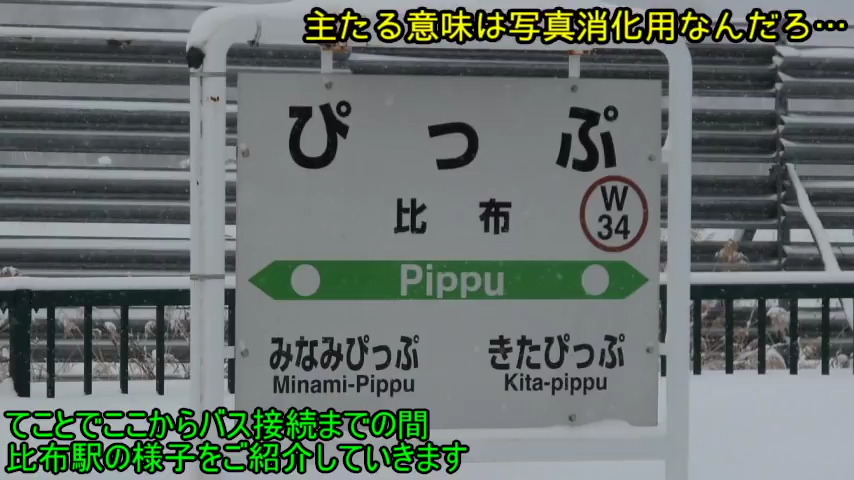 主たる意味は写真消化用なんだろ…
ぴっぷ
比布
W
34
Pippu
みなみぴっぷ
きたぴっぷ
Minami-Pippu
Kita-pippu
てことでここからバス接続までの間
比布駅の様子をご紹介していきます